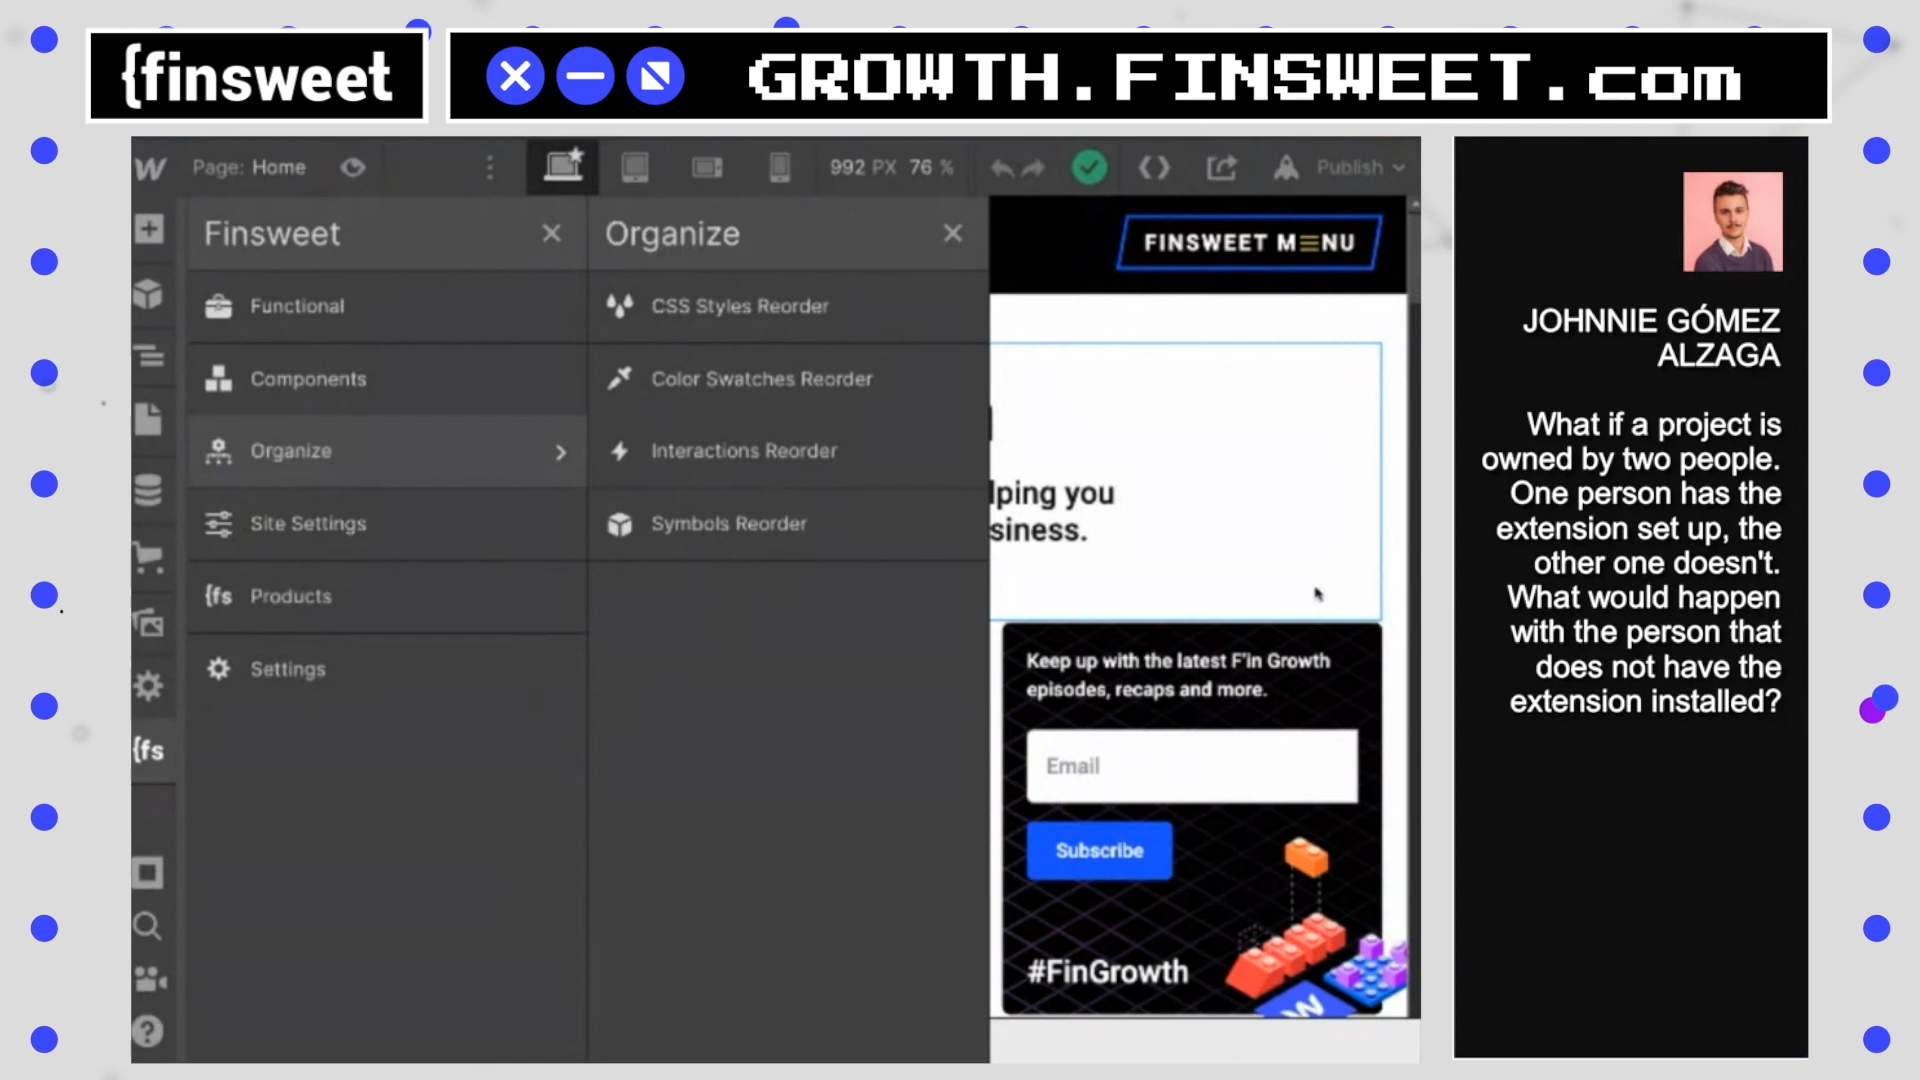 {finsweet
GROWTH.FINSWEET.com
Page: Home
992 PX 76 %
Publish
Finsweet
Functional
Components
Organize
Site Settings
{fs Products
Settings
{fs
Organize
CSS Styles Reorder
Color Swatches Reorder
Interactions Reorder
Symbols Reorder
FINSWEET MENU
lping you
siness.
Keep up with the latest F'in Growth
episodes, recaps and more.
Email
Subscribe
#FinGrowth
W
JOHNNIE GÓMEZ
ALZAGA
What if a project is
owned by two people.
One person has the
extension set up, the
other one doesn't.
What would happen
with the person that
does not have the
extension installed?